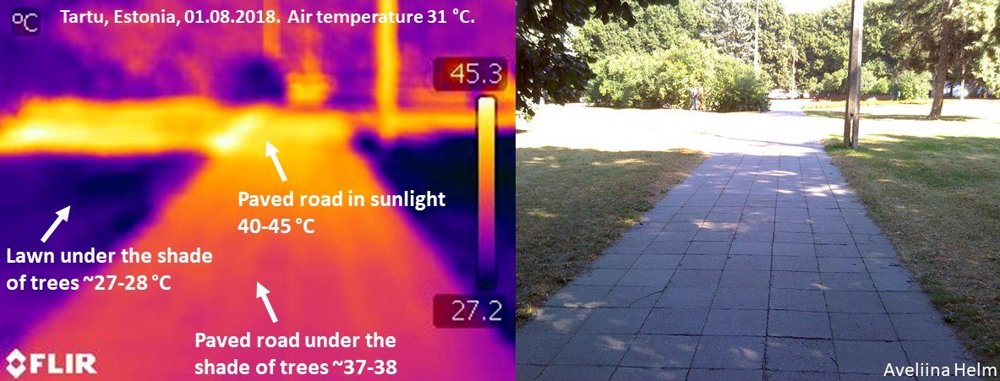 °C
Tartu, Estonia, 01.08.2018. Air temperature 31 °C.
45.3
Paved road in sunlight
40-45 °C
Lawn under the shade
of trees ~27-28 °C
27.2
Paved road under the
shade of trees ~37-38
FLIR
Aveliina Helm